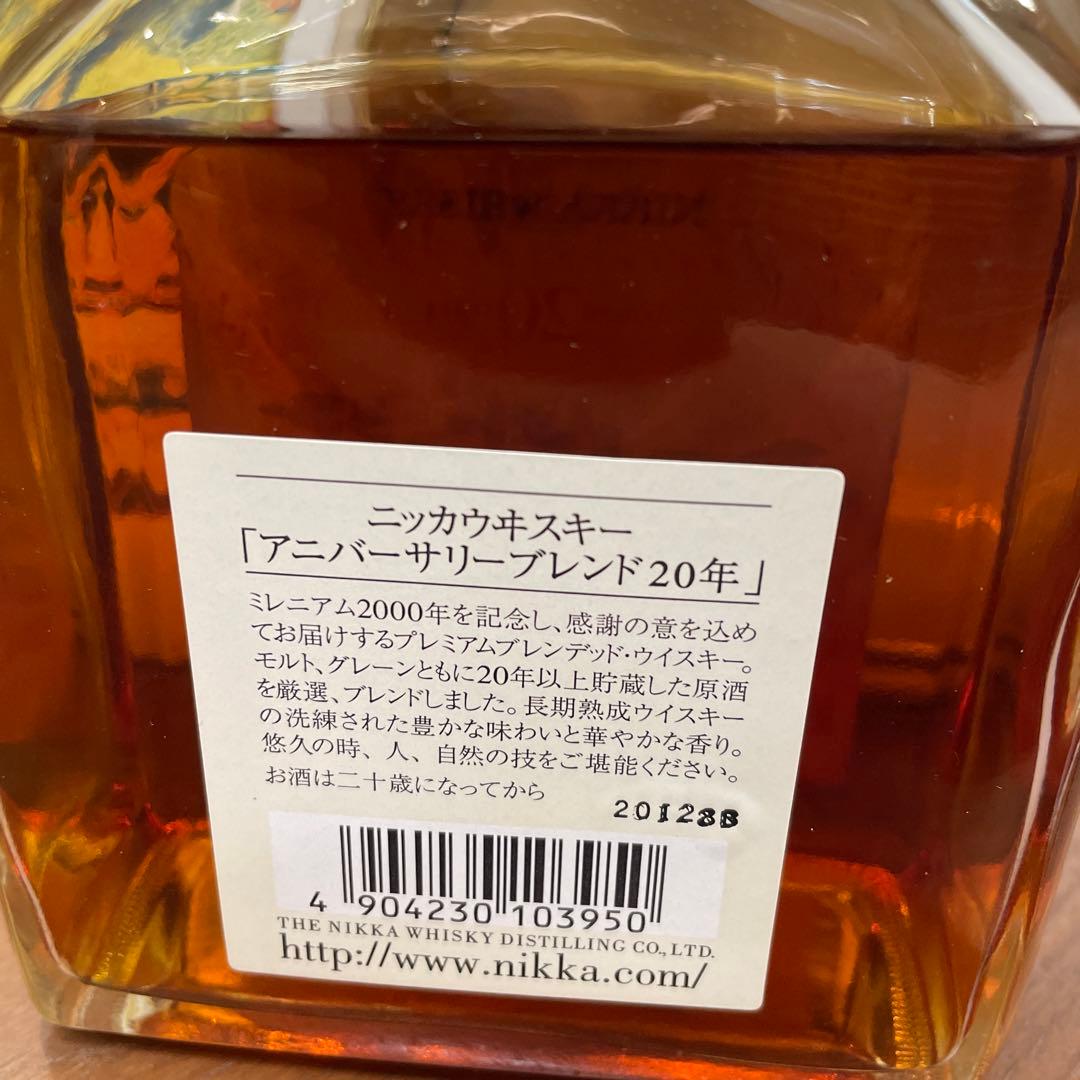 ニッカウヰスキー
「アニバーサリーブレンド20年」
ミレニアム2000年を記念し、感謝の意を込め
てお届けするプレミアムブレンデッド・ウイスキー。
モルト、グレーンともに20年以上貯蔵した原酒
を厳選、ブレンドしました。長期熟成ウイスキー
の洗練された豊かな味わいと華やかな香り。
悠久の時、人、自然の技をご堪能ください。
お酒は二十歳になってから
4 904230 103950
THE NIKKA WHISKY DISTILLING CO., LTD.
http://www.nikka.com/